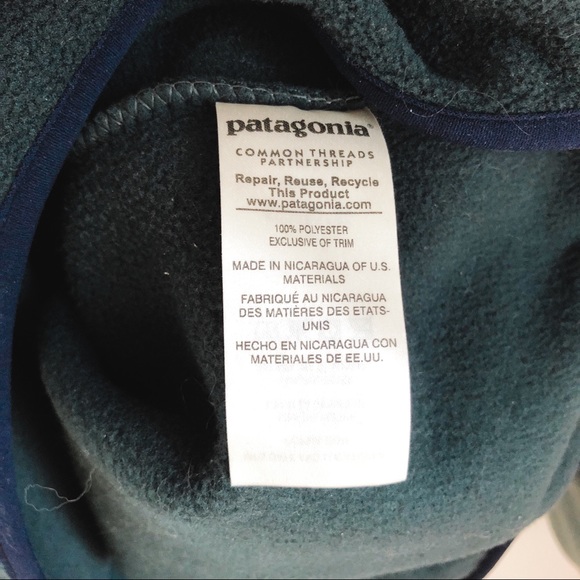 patagonia®
COMMON THREADS
PARTNERSHIP
Repair, Reuse, Recycle
This Product
www.patagonia.com
100% POLYESTER
EXCLUSIVE OF TRIM
MADE IN NICARAGUA OF U.S.
MATERIALS
FABRIQUÉ AU NICARAGUA
DES MATIÈRES DES ETATS-
UNIS
HECHO EN NICARAGUA CON
MATERIALES DE EE.UU.